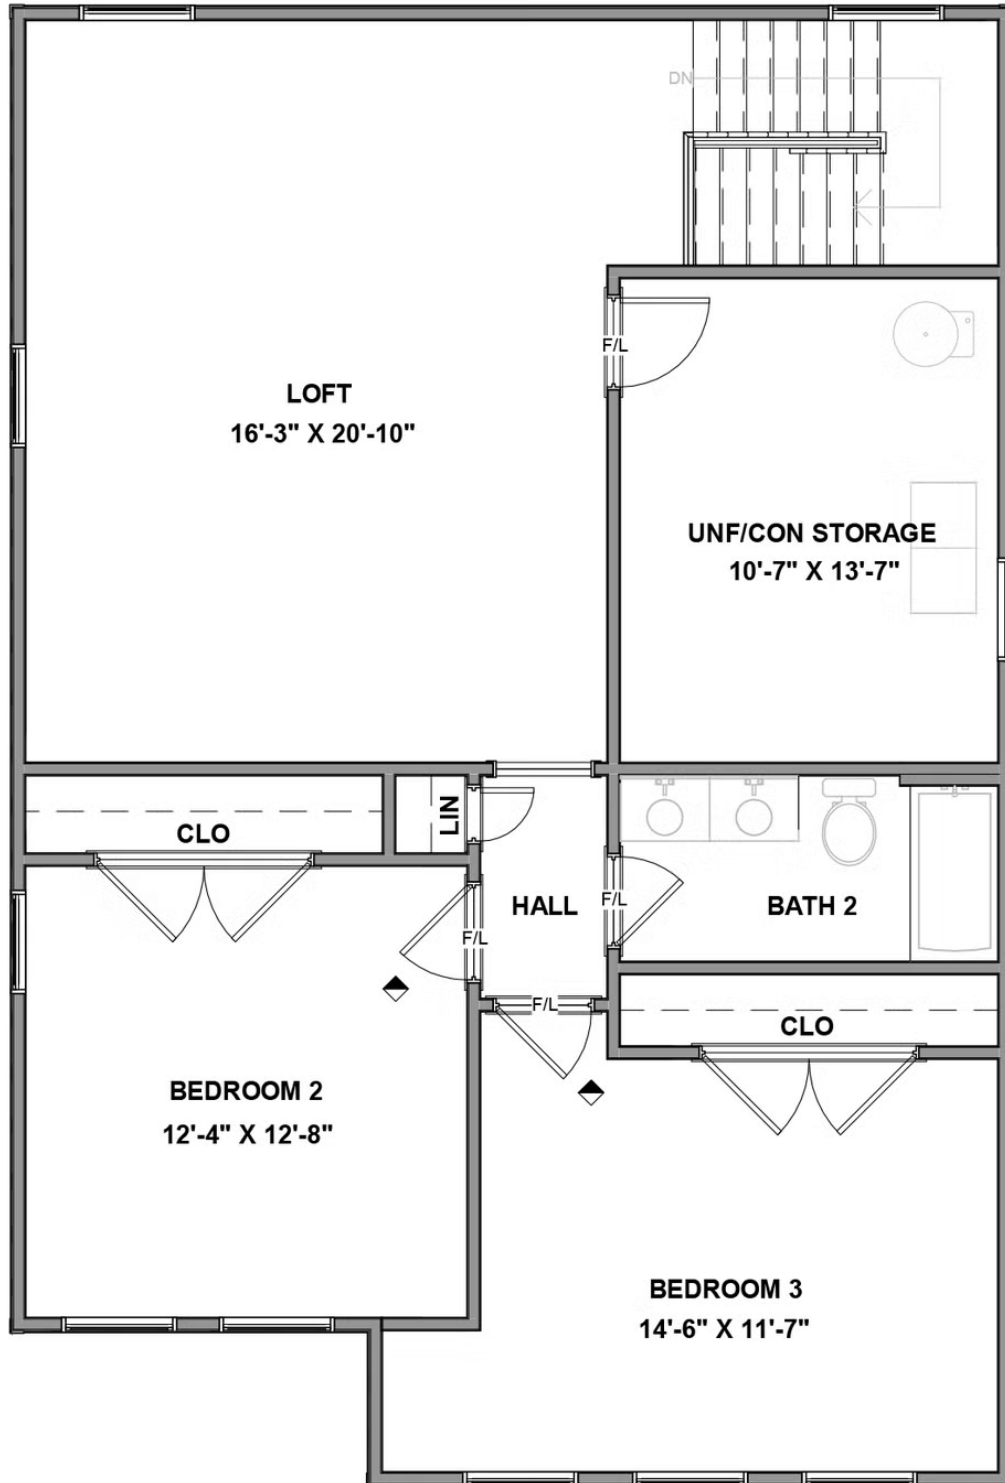 DN
F/L
LOFT
16'-3" X 20'-10"
UNF/CON STORAGE
10'-7" X 13'-7"
CLO
LIN
HALL
F/L
BATH 2
F/L
F/L
CLO
BEDROOM 2
12'-4" X 12'-8"
BEDROOM 3
14'-6" X 11'-7"